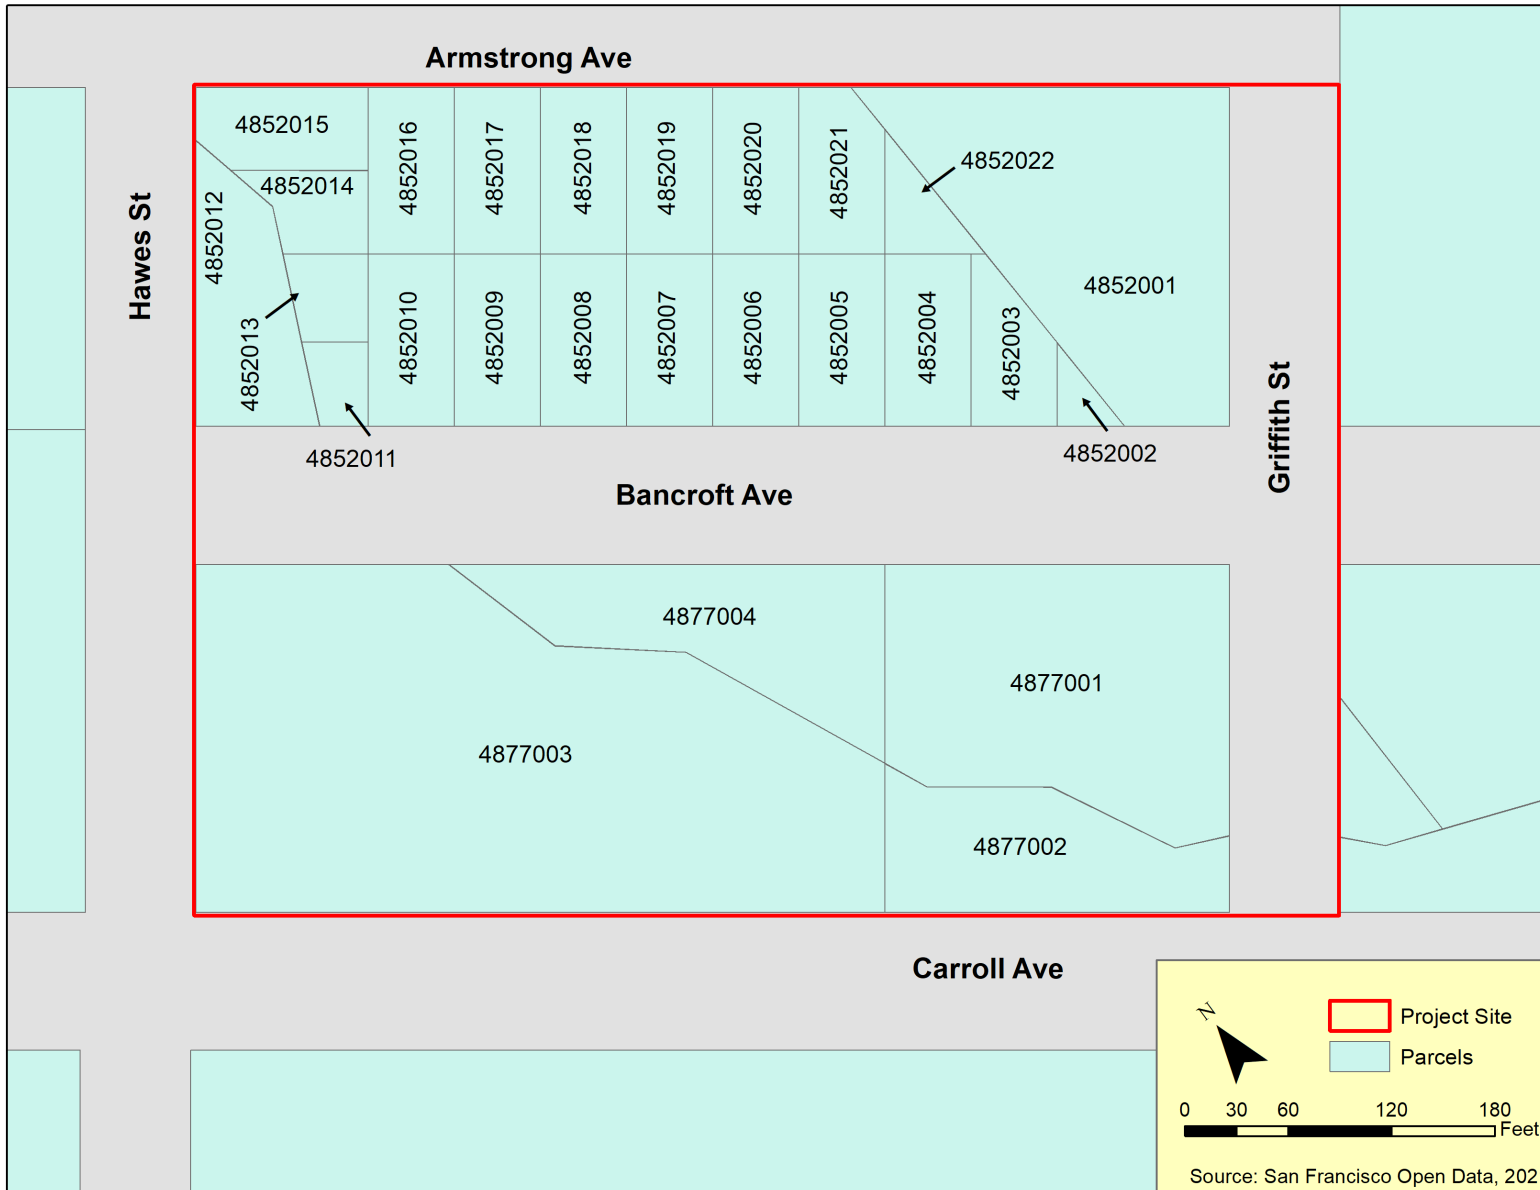 Armstrong Ave
4852015
4852016
4852017
4852018
4852019
4852020
4852021
4852022
4852014
4852012
Hawes St
4852001
4852013
4852010
4852009
4852008
4852007
4852006
4852005
4852004
4852003
Griffith St
4852011
4852002
Bancroft Ave
4877004
4877001
4877003
4877002
Carroll Ave
N
Project Site
Parcels
0 30 60 120 180
Feet
Source: San Francisco Open Data, 202